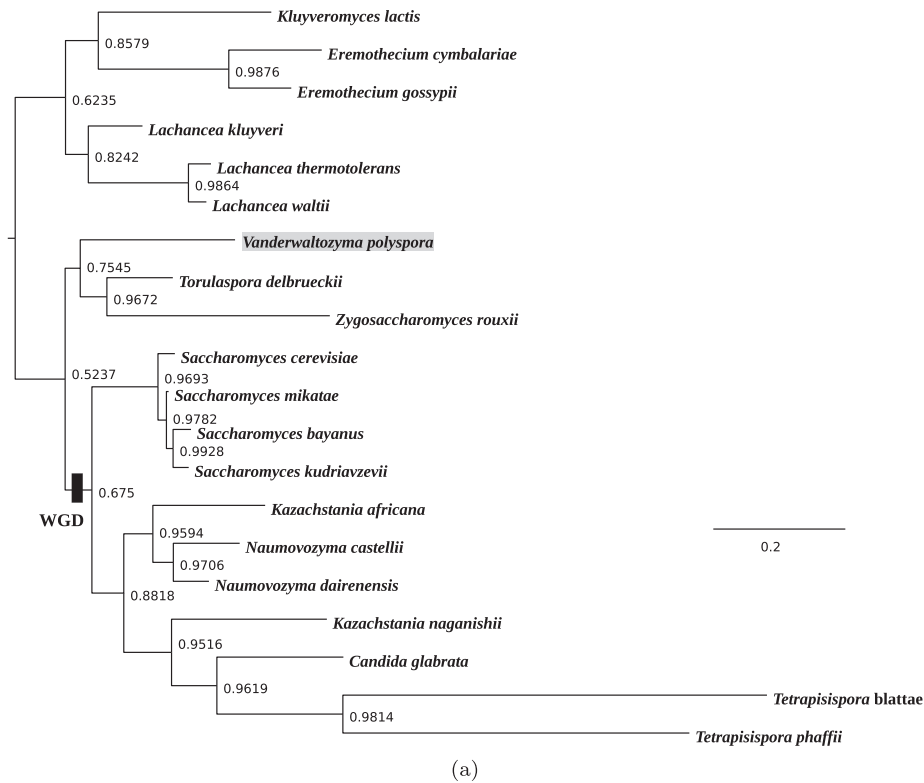 Kluyveromyces lactis
0.8579
Eremothecium cymbalariae
0.9876
Eremothecium gossypii
0.6235
Lachancea kluyveri
0.8242
Lachancea thermotolerans
0.9864
Lachancea waltii
Vanderwaltozyma polyspora
0.7545
Torulaspora delbrueckii
0.9672
Zygosaccharomyces rouxii
Saccharomyces cerevisiae
0.5237
0.9693
Saccharomyces mikatae
0.9782
Saccharomyces bayanus
0.9928
Saccharomyces kudriavzevii
0.675
WGD
Kazachstania africana
0.9594
Naumovozyma castellii
0.2
0.9706
Naumovozyma dairenensis
0.8818
Kazachstania naganishii
0.9516
Candida glabrata
0.9619
Tetrapisispora blattae
0.9814
Tetrapisispora phaffii
(a)